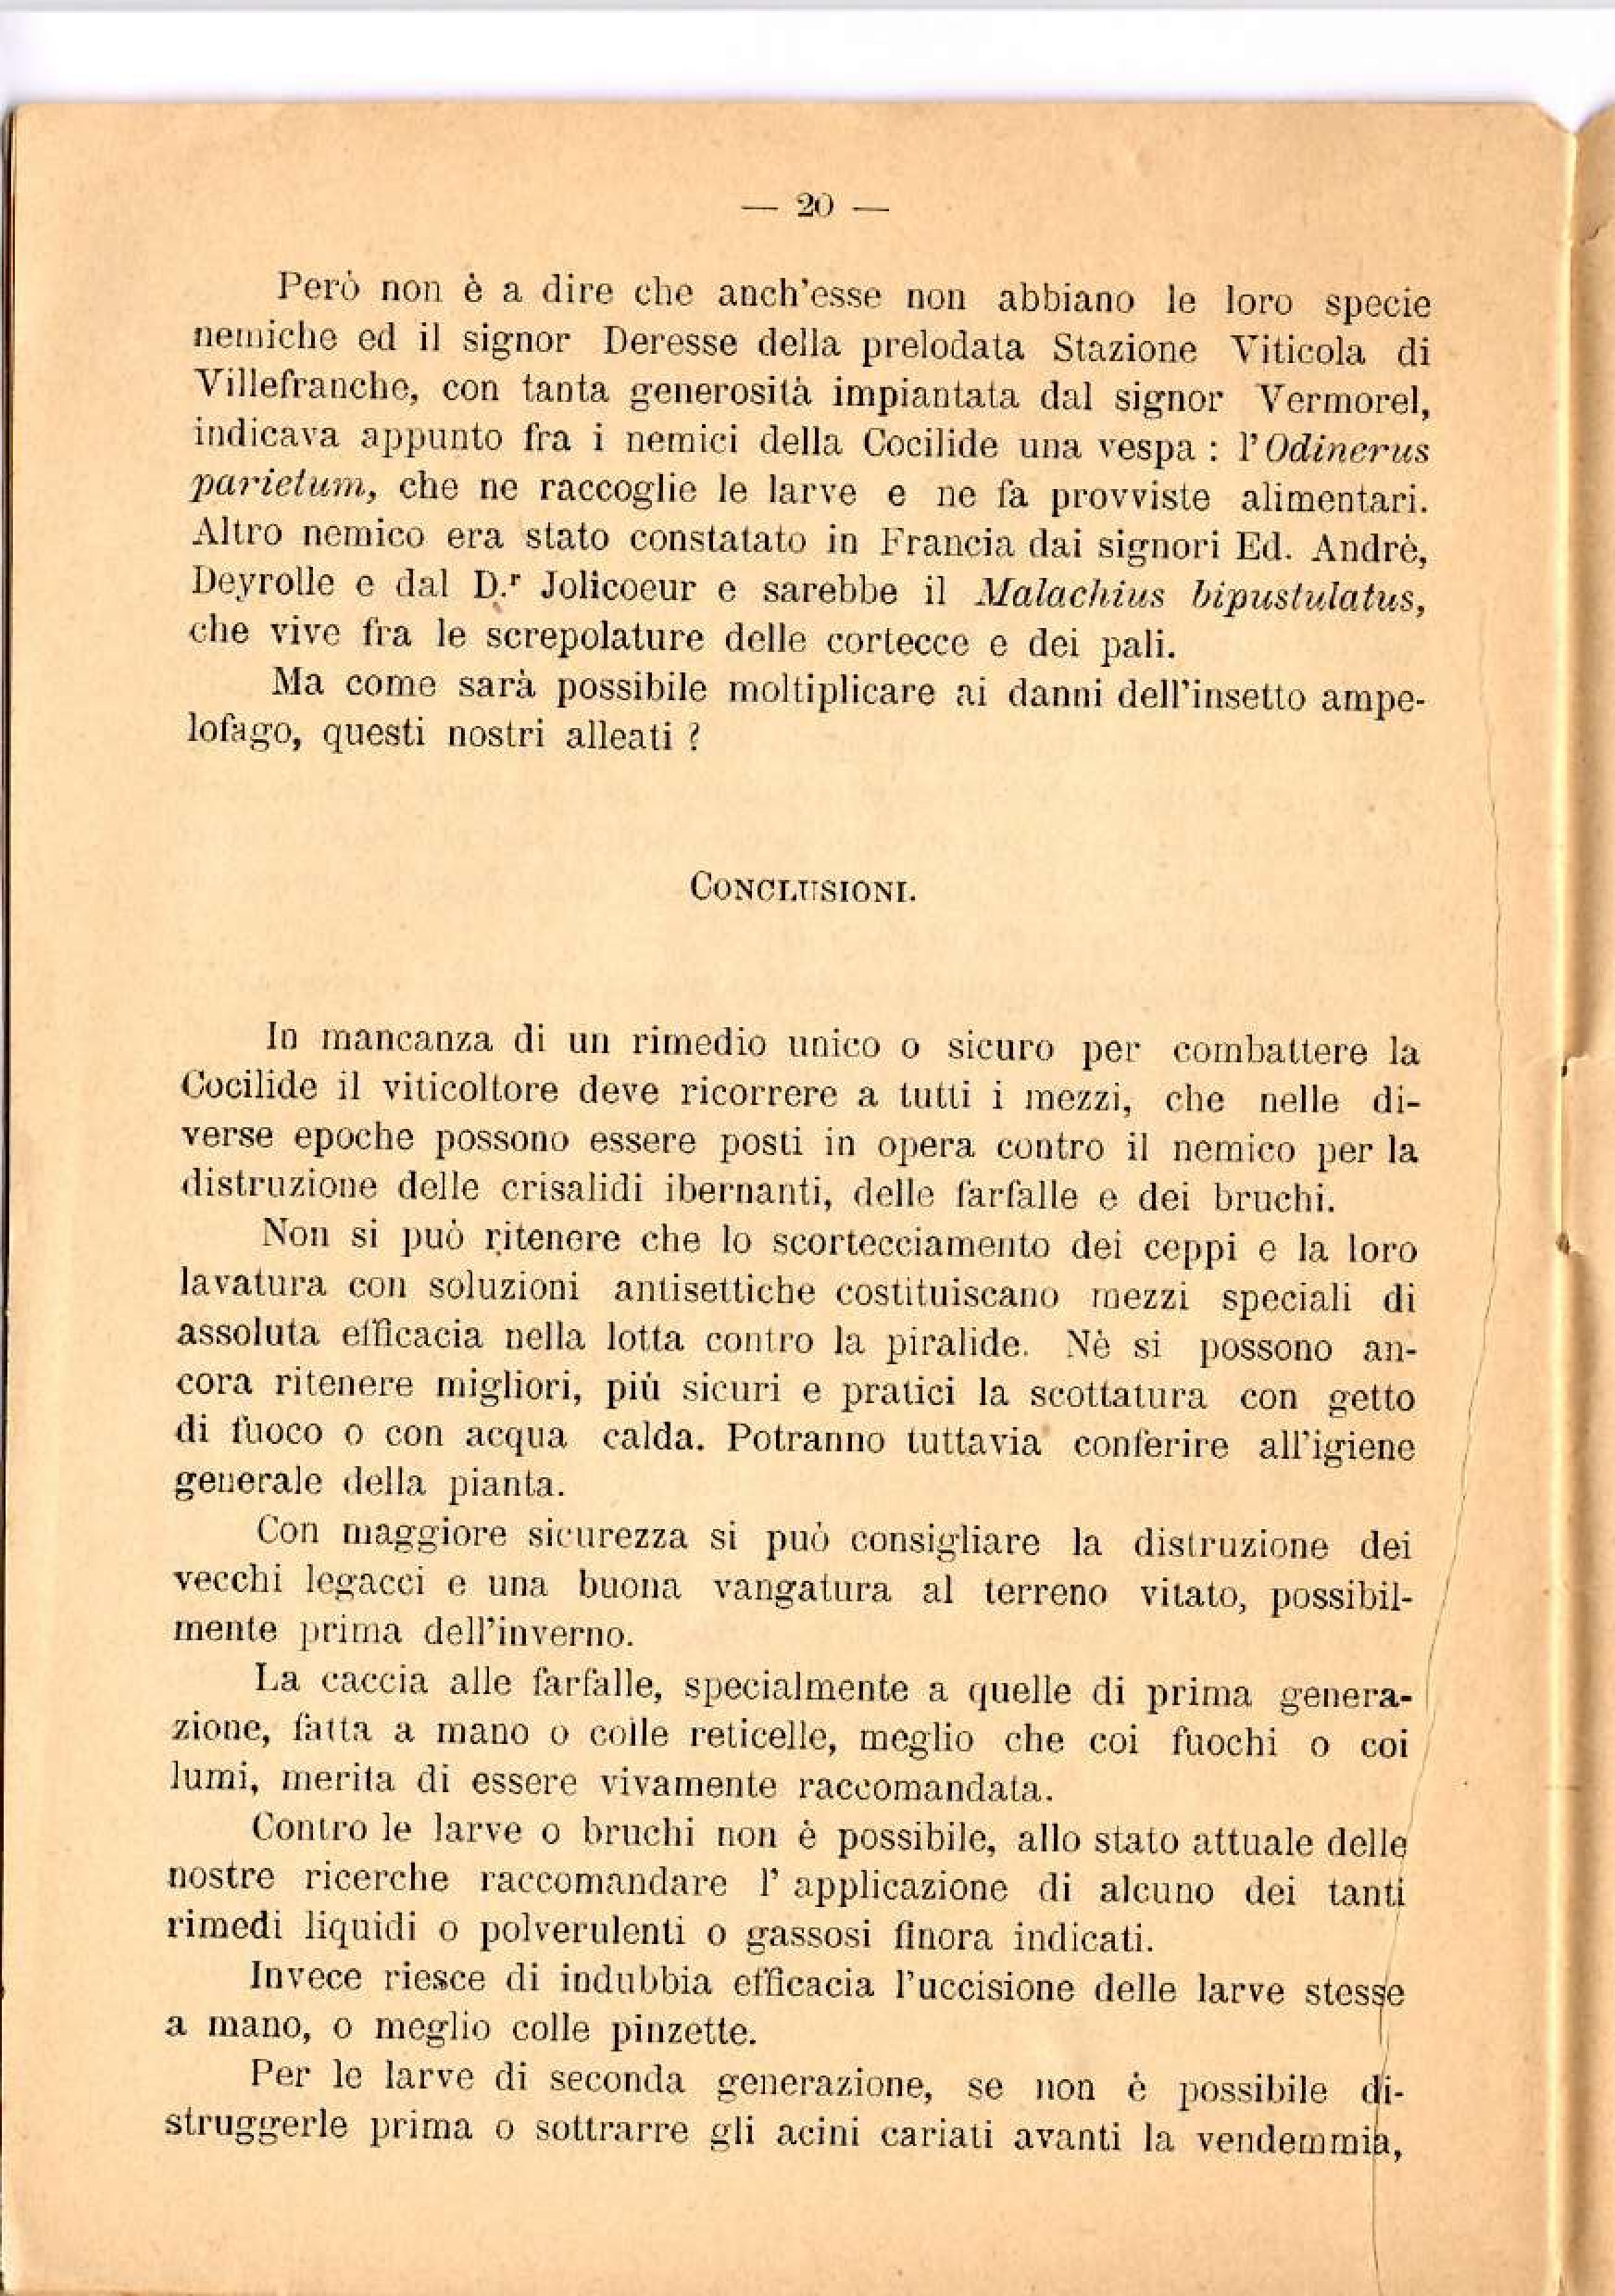 — 20 —
Però non è a dire che anch'esse non abbiano le loro specie
nemiche ed il signor Deresse della prelodata Stazione Viticola di
Villefranche, con tanta generosità impiantata dal signor Vermorel,
indicava appunto fra i nemici della Cocilide una vespa : l'Odinerus
parietum, che ne raccoglie le larve e ne fa provviste alimentari.
Altro nemico era stato constatato in Francia dai signori Ed. Andrè,
Deyrolle e dal D.r Jolicoeur e sarebbe il Malachius bipustulatus,
che vive fra le screpolature delle cortecce e dei pali.
Ma come sarà possibile moltiplicare ai danni dell'insetto ampe-
lofago, questi nostri alleati ?
CONCLUSIONI.
In mancanza di un rimedio unico o sicuro per combattere la
Cocilide il viticoltore deve ricorrere a tutti i mezzi, che nelle di-
verse epoche possono essere posti in opera contro il nemico per la
distruzione delle crisalidi ibernanti, delle farfalle e dei bruchi.
Non si può ritenere che lo scortecciamento dei ceppi e la loro
lavatura con soluzioni antisettiche costituiscano mezzi speciali di
assoluta efficacia nella lotta contro la piralide. Nè si possono an-
cora ritenere migliori, più sicuri e pratici la scottatura con getto
di fuoco o con acqua calda. Potranno tuttavia conferire all'igiene
generale della pianta.
Con maggiore sicurezza si può consigliare la distruzione dei
vecchi legacci e una buona vangatura al terreno vitato, possibil-
mente prima dell'inverno.
La caccia alle farfalle, specialmente a quelle di prima genera-
zione, fatta a mano o colle reticelle, meglio che coi fuochi o coi
lumi, merita di essere vivamente raccomandata.
Contro le larve o bruchi non è possibile, allo stato attuale delle
nostre ricerche raccomandare l' applicazione di alcuno dei tanti
rimedi liquidi o polverulenti o gassosi finora indicati.
Invece riesce di indubbia efficacia l'uccisione delle larve stesse
a mano, o meglio colle pinzette.
Per le larve di seconda generazione, se non è possibile di-
struggerle prima o sottrarre gli acini cariati avanti la vendemmia,